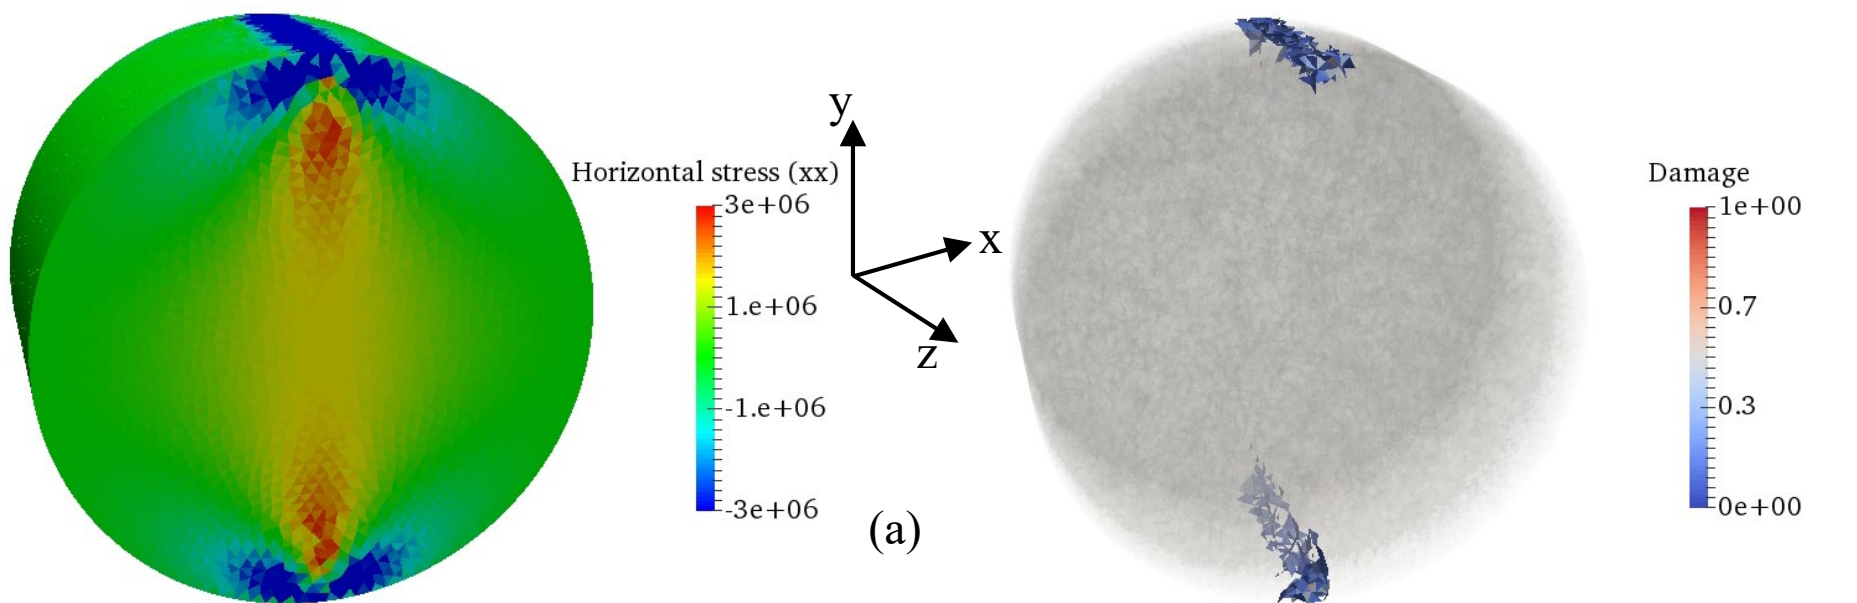 Horizontal stress (xx)
3e+06
1.e+06
-1.e+06
-3e+06
y
x
z
(a)
Damage
1e+00
0.7
0.3
0e+00